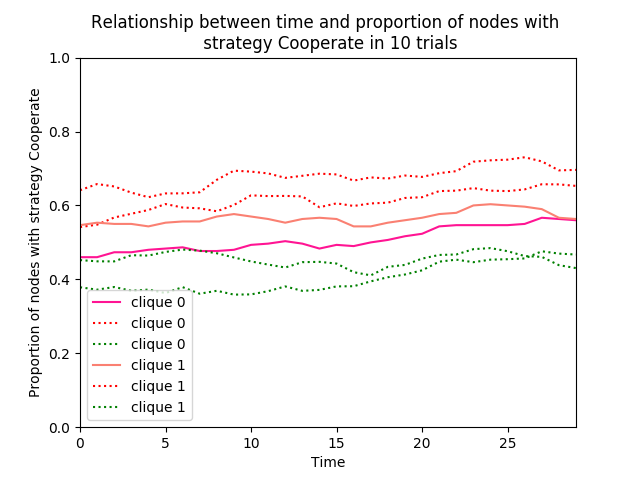 Relationship between time and proportion of nodes with
strategy Cooperate in 10 trials
Proportion of nodes with strategy Cooperate
1.0
0.8
0.6
0.4
0.2
0.0
clique 0
clique 0
clique 0
clique 1
clique 1
clique 1
0 5 10 15 20 25
Time